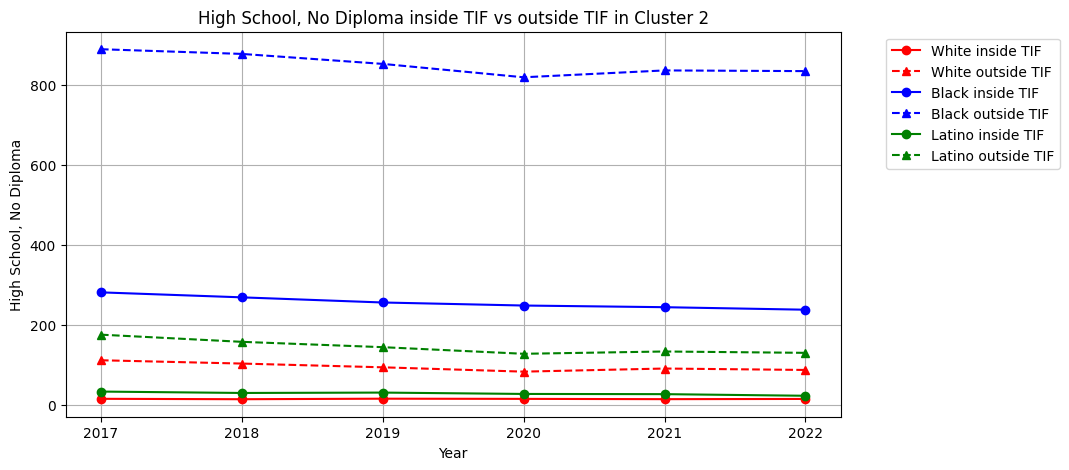 High School, No Diploma inside TIF vs outside TIF in Cluster 2
High School, No Diploma
800
600
400
200
0
2017 2018 2019 2020 2021 2022
Year
White inside TIF
White outside TIF
Black inside TIF
Black outside TIF
Latino inside TIF
Latino outside TIF